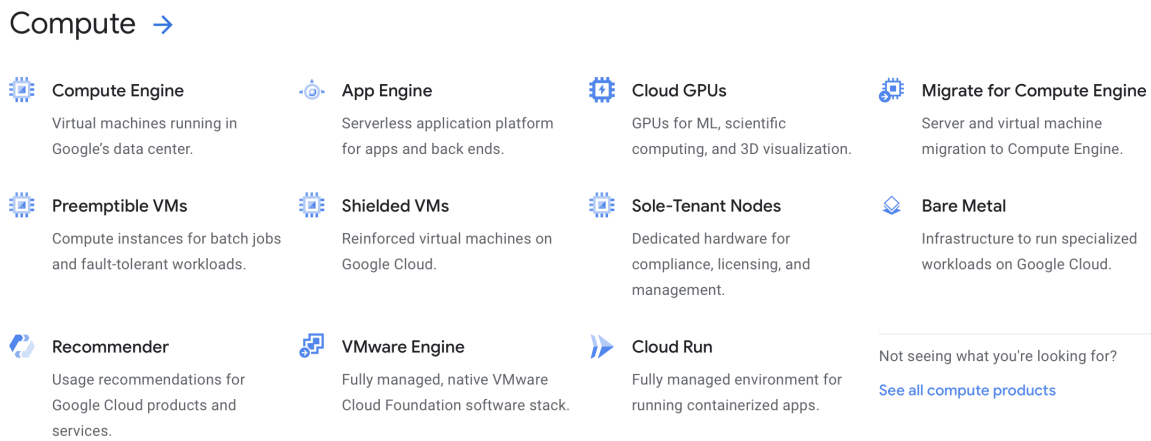 Compute
Compute Engine
Virtual machines running in
Google's data center.
App Engine
Serverless application platform
for apps and back ends.
Cloud GPUs
GPUs for ML, scientific
computing, and 3D visualization.
Migrate for Compute Engine
Server and virtual machine
migration to Compute Engine.
Preemptible VMs
Compute instances for batch jobs
and fault-tolerant workloads.
Shielded VMs
Reinforced virtual machines on
Google Cloud.
Sole-Tenant Nodes
Dedicated hardware for
compliance, licensing, and
management.
Bare Metal
Infrastructure to run specialized
workloads on Google Cloud.
Recommender
Usage recommendations for
Google Cloud products and
services.
VMware Engine
Fully managed, native VMware
Cloud Foundation software stack.
Cloud Run
Fully managed environment for
running containerized apps.
Not seeing what you're looking for?
See all compute products